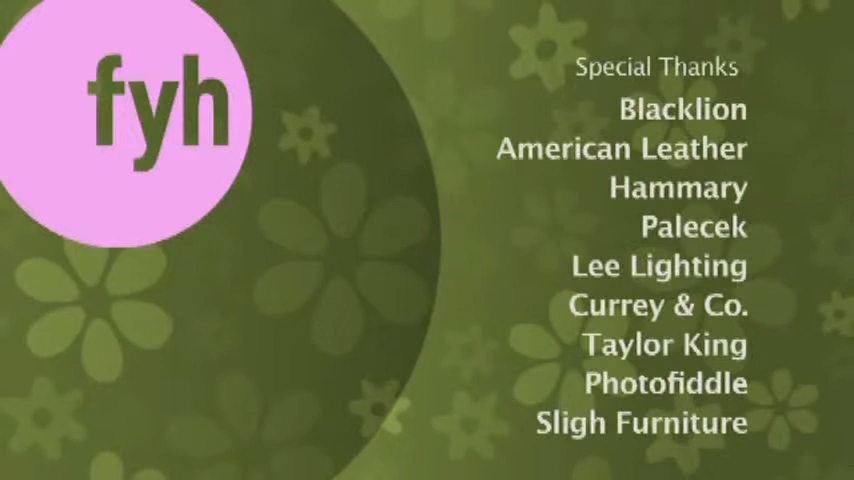 fyh
Special Thanks
Blacklion
American Leather
Hammary
Palecek
Lee Lighting
Currey & Co.
Taylor King
Photofiddle
Sligh Furniture